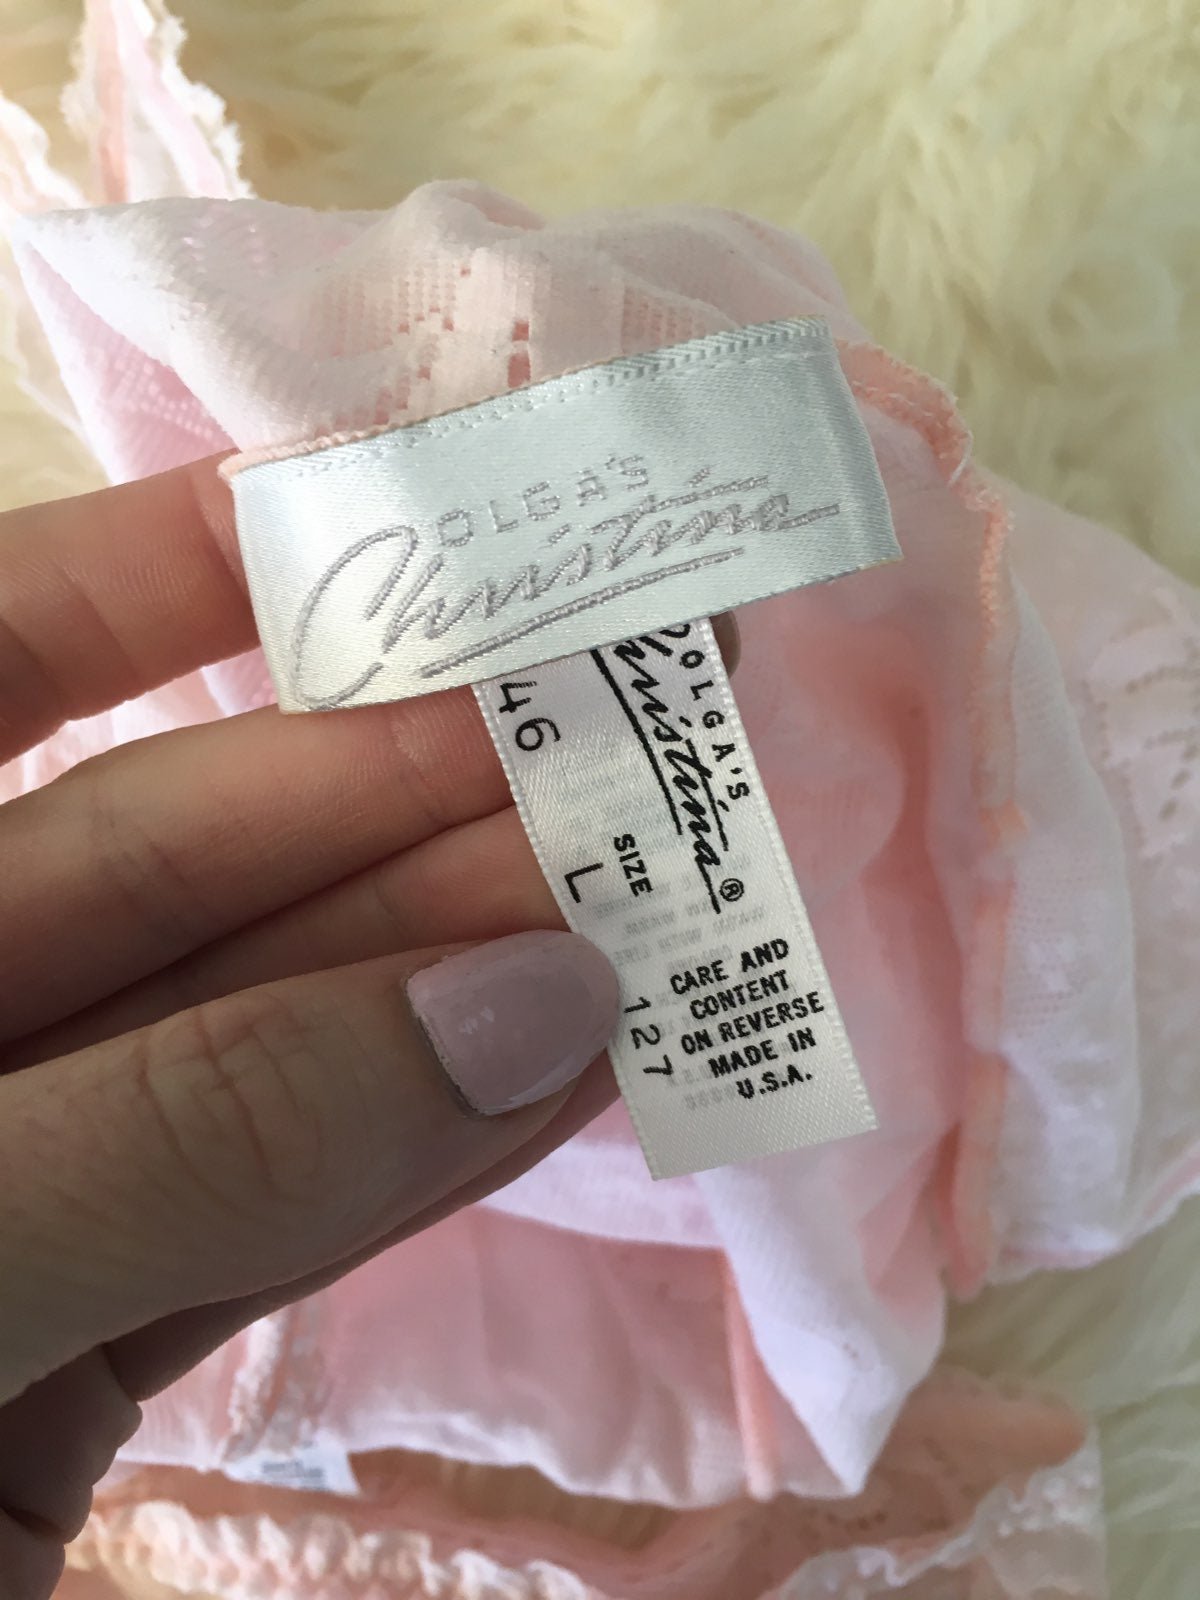 OLGA'S
Christina
OLGA'S
Christina®
46
SIZE
L
127
CARE AND
CONTENT
ON REVERSE
MADE IN
U.S.A.